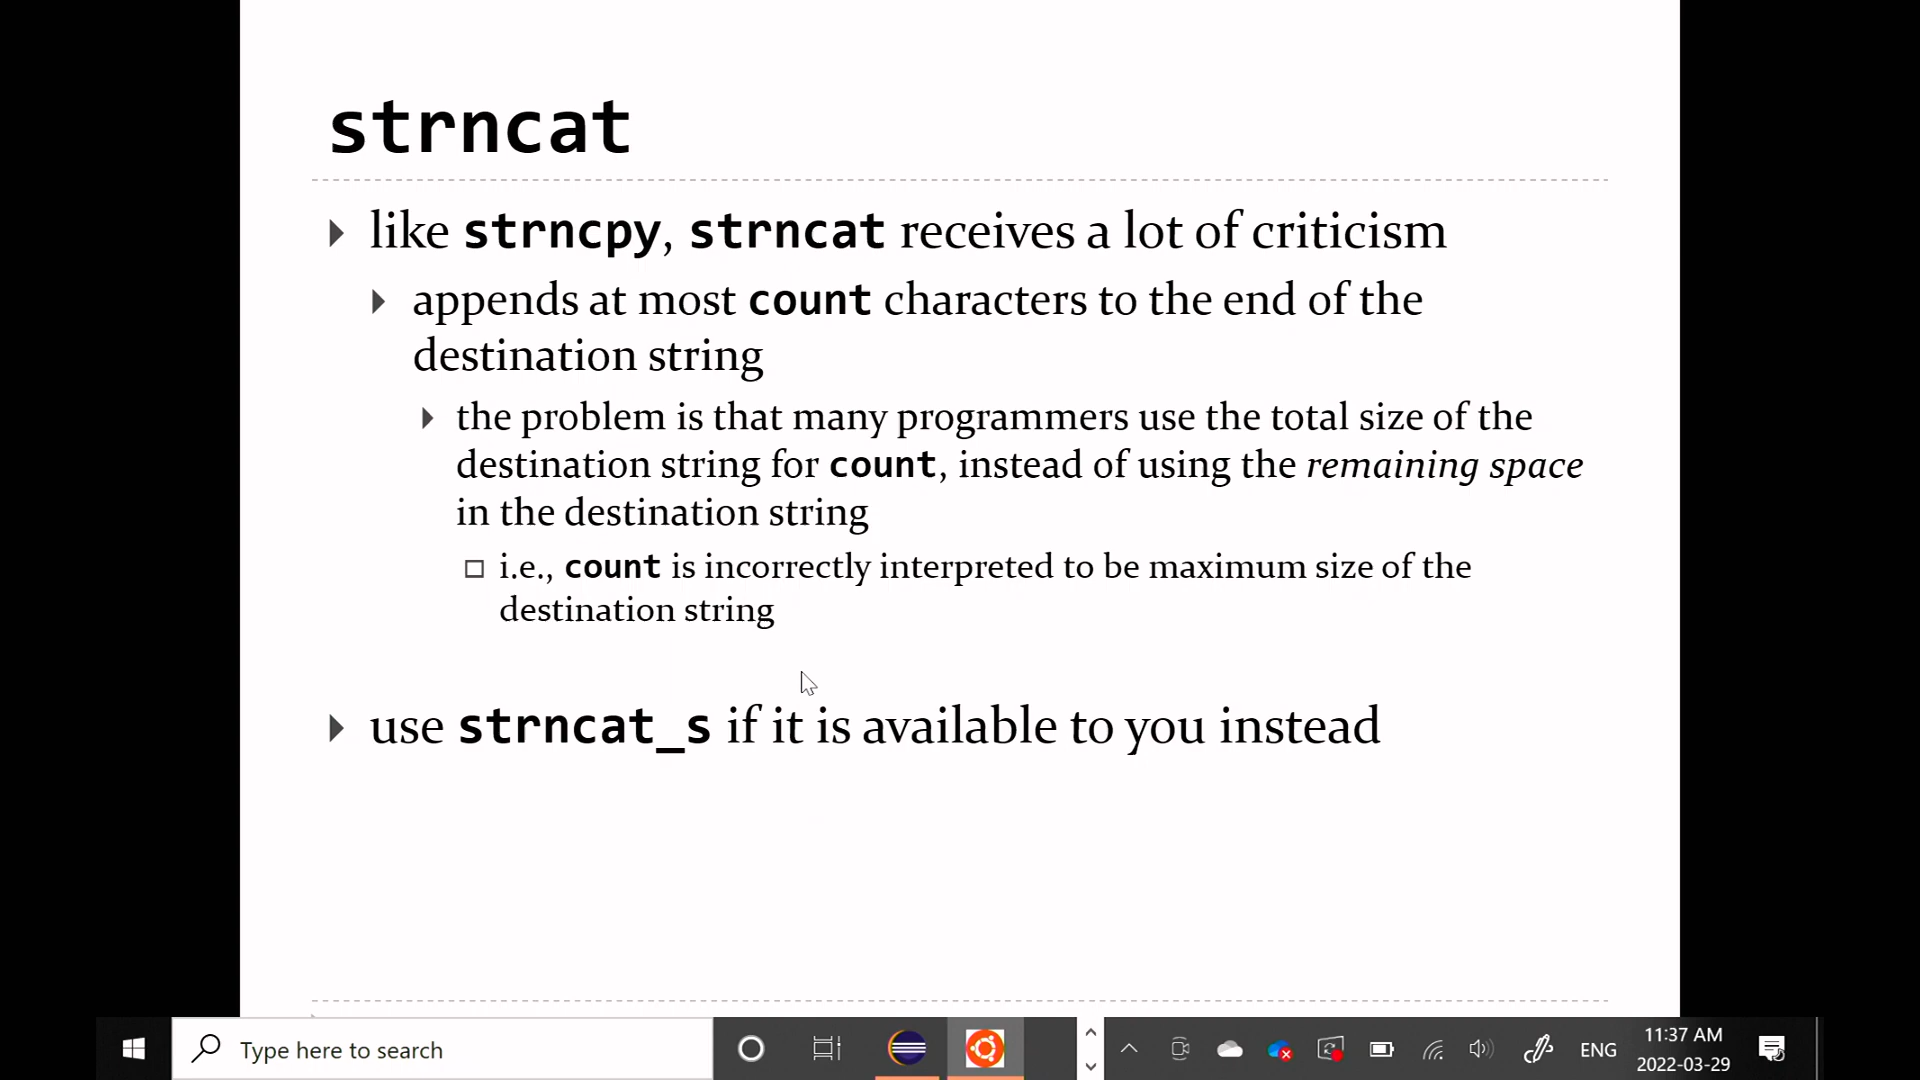 strncat
like strncpy, strncat receives a lot of criticism
appends at most count characters to the end of the
destination string
the problem is that many programmers use the total size of the
destination string for count, instead of using the remaining space
in the destination string
i.e., count is incorrectly interpreted to be maximum size of the
destination string
use strncat_s if it is available to you instead
Type here to search
ENG
11:37 AM
2022-03-29